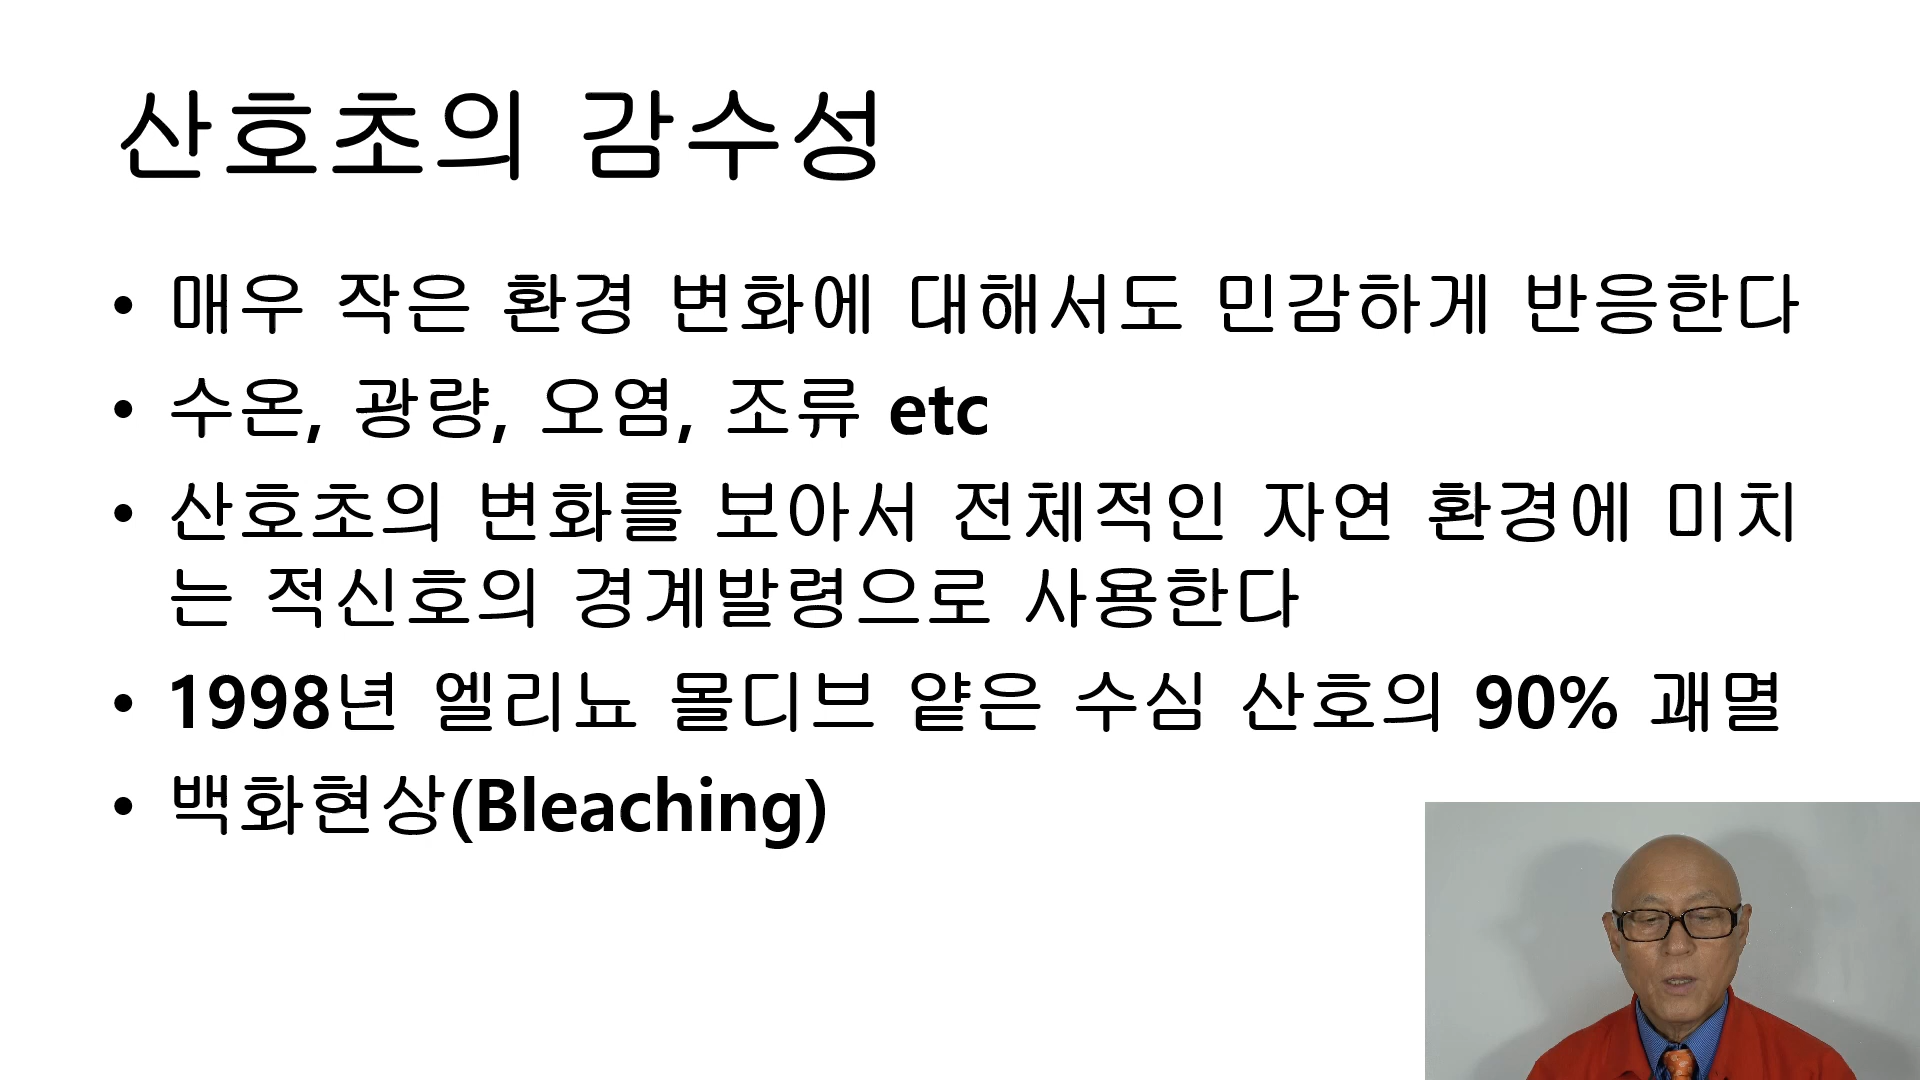 산호초의 감수성
• 매우 작은 환경 변화에 대해서도 민감하게 반응한다
• 수온, 광량, 오염, 조류 etc
• 산호초의 변화를 보아서 전체적인 자연 환경에 미치
는 적신호의 경계발령으로 사용한다
• 1998년 엘리뇨 몰디브 얕은 수심 산호의 90% 괘멸
• 백화현상(Bleaching)